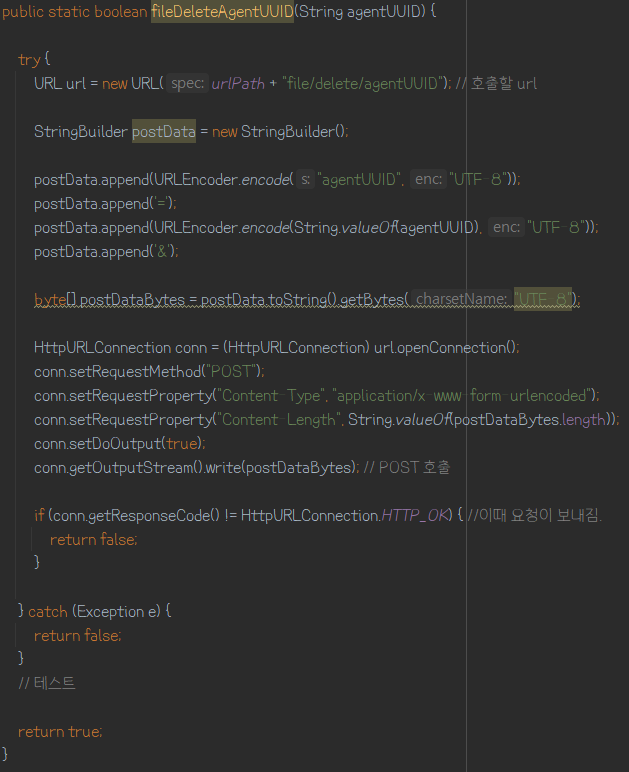 public static boolean fileDeleteAgentUUID(String agentUUID) {
try {
URL url = new URL( spec: urlPath + "file/delete/agentUUID"); // 호출할 url
StringBuilder postData = new StringBuilder();
postData.append(URLEncoder.encode( s: "agentUUID", enc: "UTF-8"));
postData.append('=');
postData.append(URLEncoder.encode(String.valueOf(agentUUID), enc: "UTF-8"));
postData.append('&');
byte[] postDataBytes = postData.toString().getBytes( charsetName: "UTF-8");
HttpURLConnection conn = (HttpURLConnection) url.openConnection();
conn.setRequestMethod("POST");
conn.setRequestProperty("Content-Type", "application/x-www-form-urlencoded");
conn.setRequestProperty("Content-Length", String.valueOf(postDataBytes.length));
conn.setDoOutput(true);
conn.getOutputStream().write(postDataBytes); // POST 호출
if (conn.getResponseCode() != HttpURLConnection.HTTP_OK) { //이때 요청이 보내짐.
return false;
}
} catch (Exception e) {
return false;
}
// 테스트
return true;
}